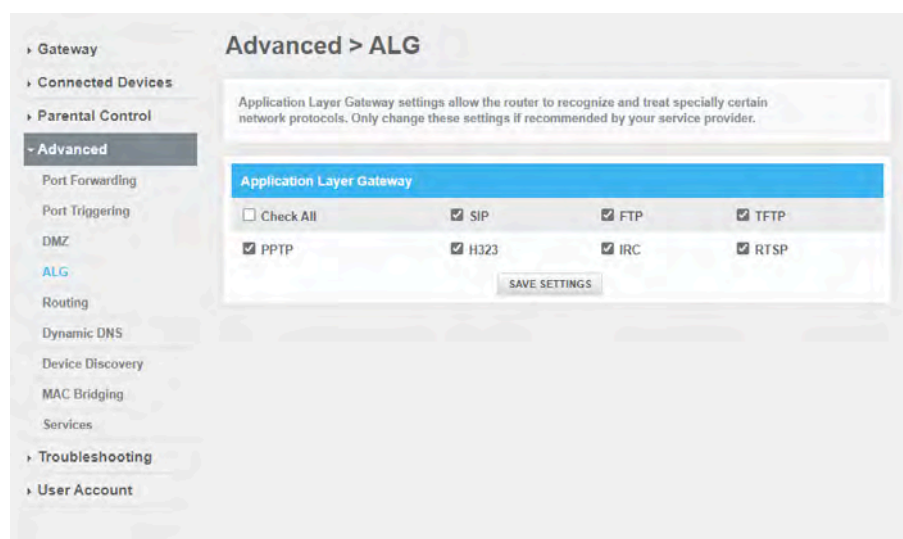 Gateway
Connected Devices
Parental Control
Advanced
Port Forwarding
Port Triggering
DMZ
ALG
Routing
Dynamic DNS
Device Discovery
MAC Bridging
Services
Troubleshooting
User Account
Advanced > ALG
Application Layer Gateway settings allow the router to recognize and treat specially certain
network protocols. Only change these settings if recommended by your service provider.
Application Layer Gateway
Check All SIP FTP TFTP
PPTP H323 IRC RTSP
SAVE SETTINGS